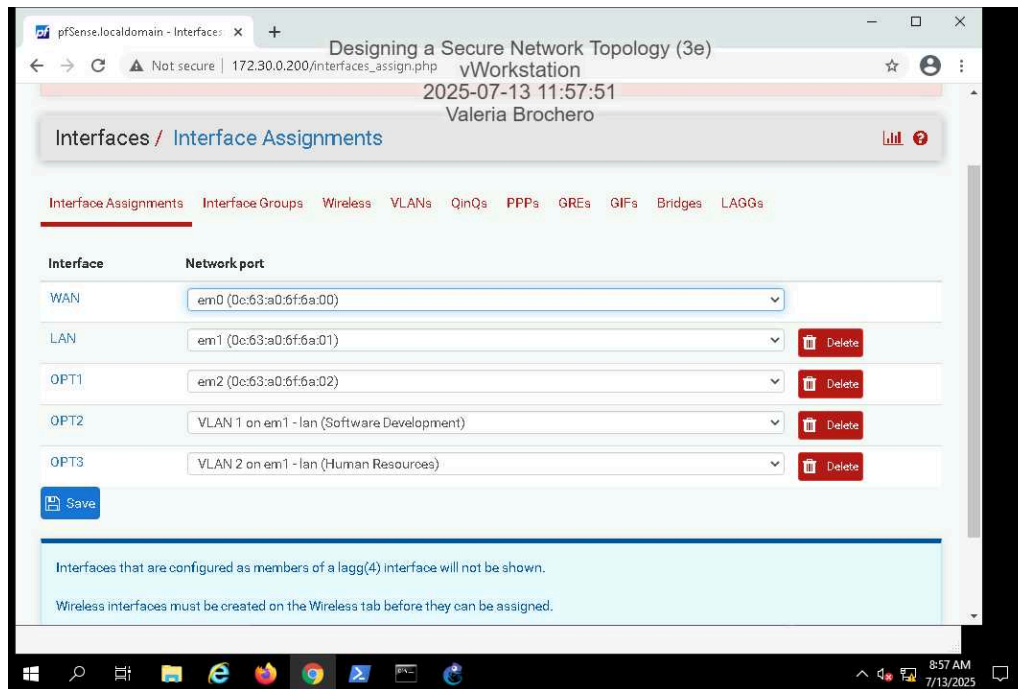 pfSense.localdomain - Interfaces
Designing a Secure Network Topology (3e)
Not secure | 172.30.0.200/interfaces_assign.php
vWorkstation
2025-07-13 11:57:51
Valeria Brochero
Interfaces / Interface Assignments
Interface Assignments Interface Groups Wireless VLANs QinQs PPPs GREs GIFs Bridges LAGGs
Interface Network port
WAN em0 (0c:63:a0:6f:6a:00)
LAN em1 (0c:63:a0:6f:6a:01) Delete
OPT1 em2 (0c:63:a0:6f:6a:02) Delete
OPT2 VLAN 1 on em1 - lan (Software Development) Delete
OPT3 VLAN 2 on em1 - lan (Human Resources) Delete
Save
Interfaces that are configured as members of a lagg(4) interface will not be shown.
Wireless interfaces must be created on the Wireless tab before they can be assigned.
8:57 AM
7/13/2025